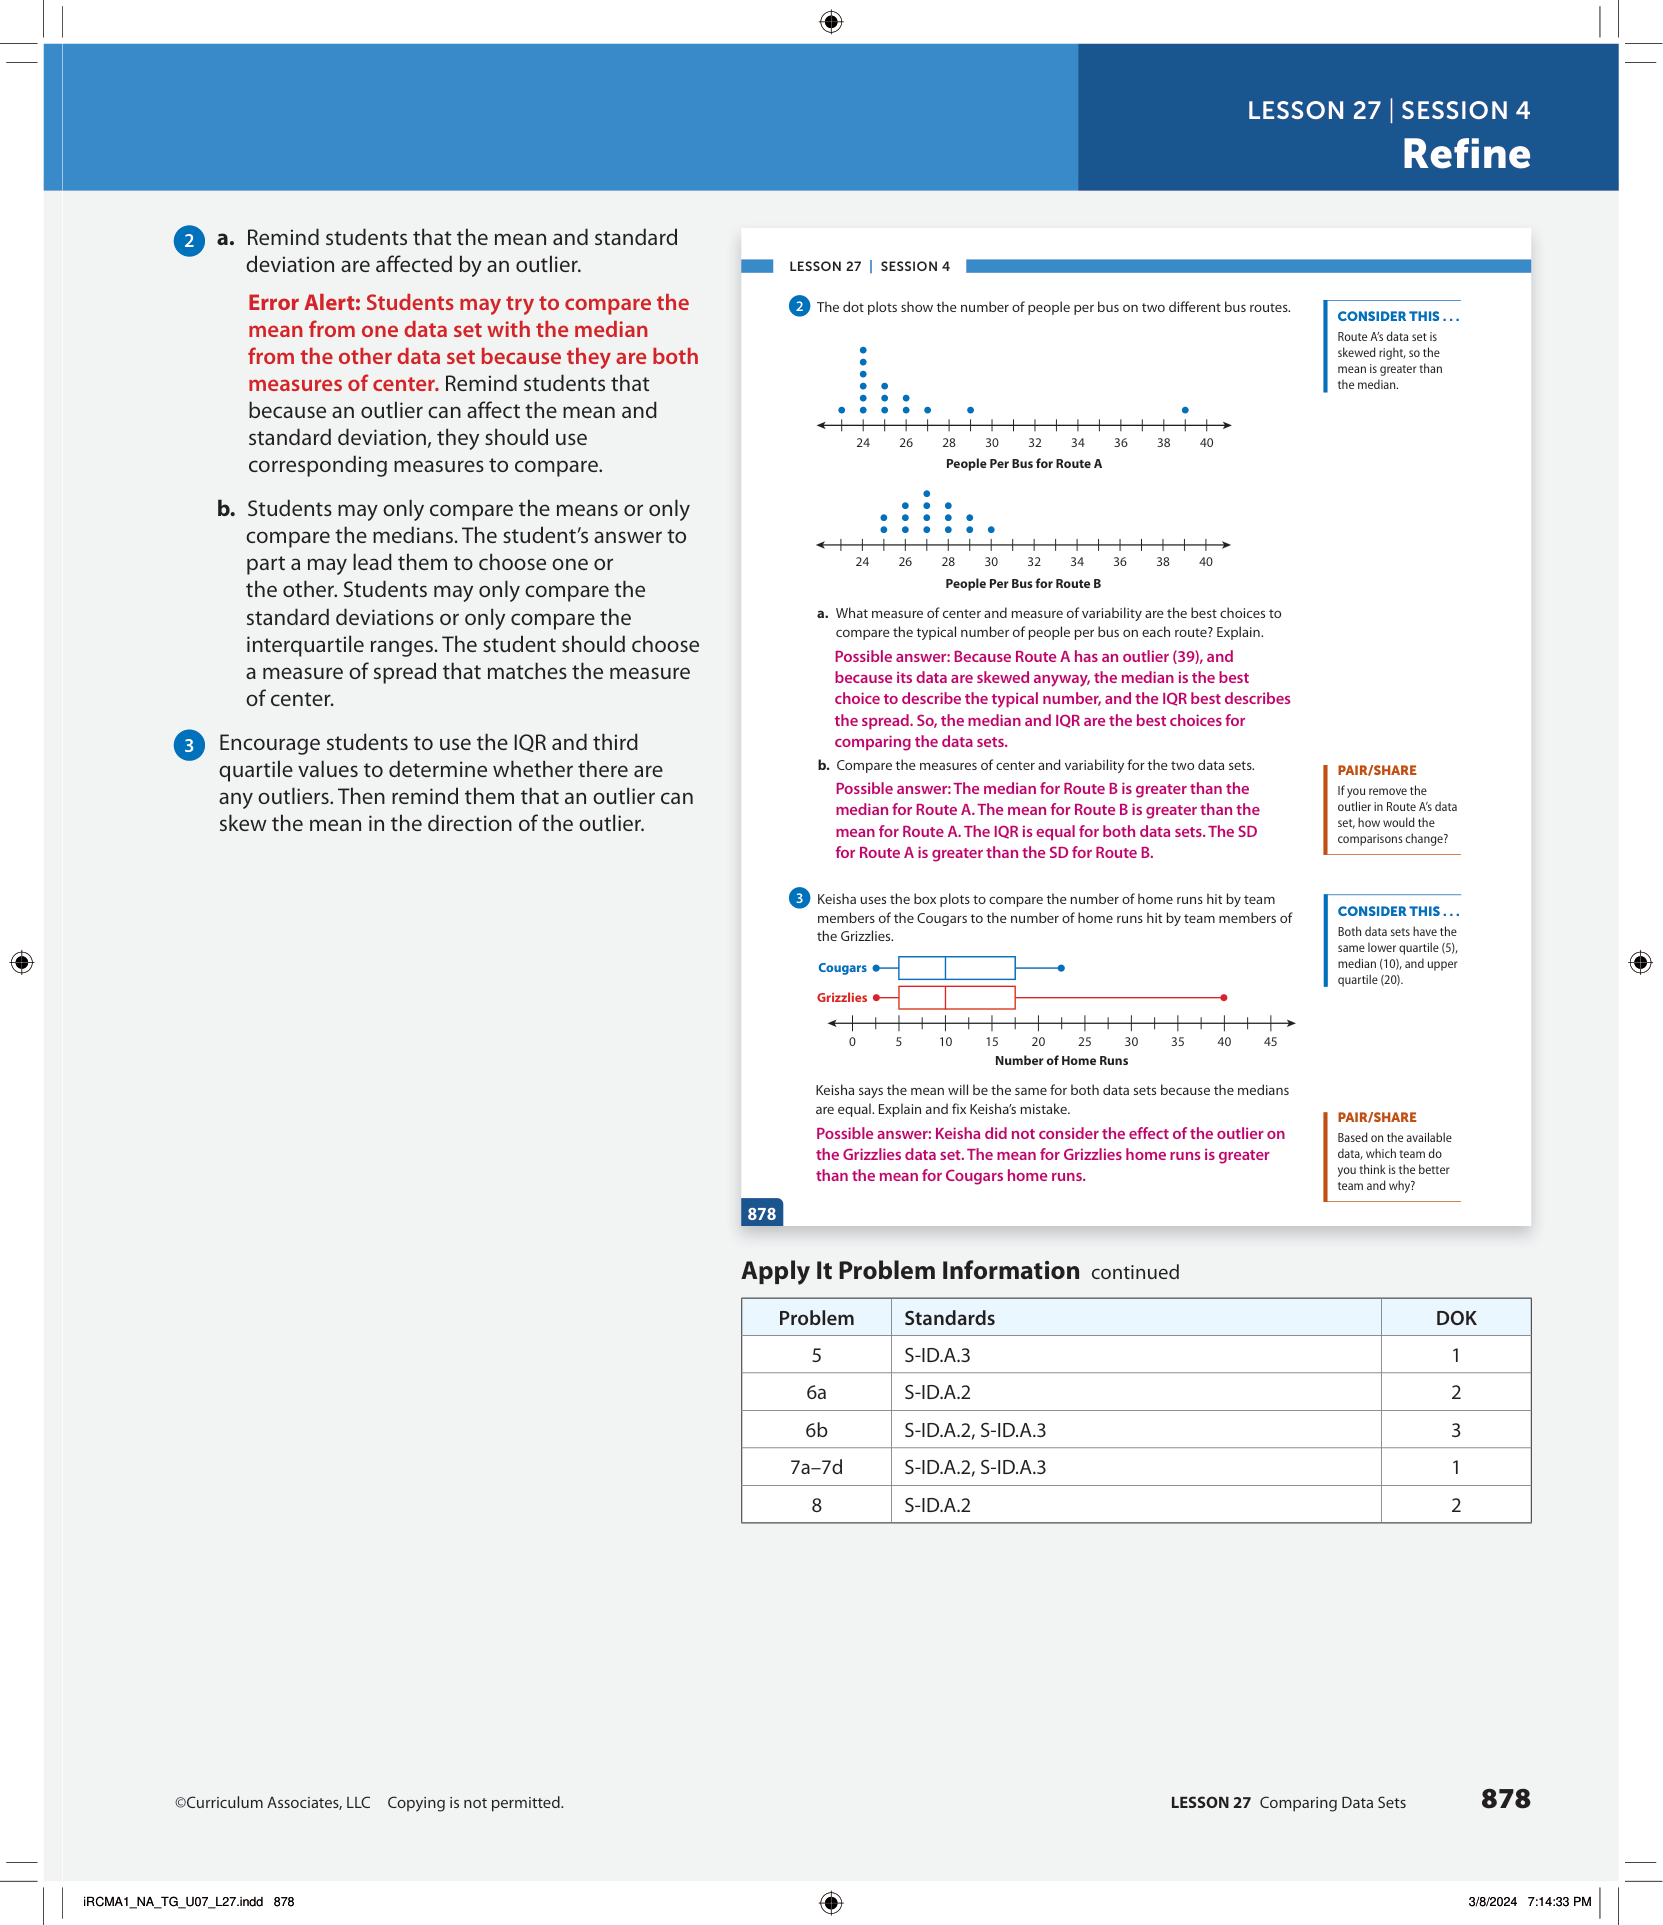 LESSON 27 | SESSION 4
Refine
2 a. Remind students that the mean and standard
deviation are affected by an outlier.
Error Alert: Students may try to compare the
mean from one data set with the median
from the other data set because they are both
measures of center. Remind students that
because an outlier can affect the mean and
standard deviation, they should use
corresponding measures to compare.
b. Students may only compare the means or only
compare the medians. The student’s answer to
part a may lead them to choose one or
the other. Students may only compare the
standard deviations or only compare the
interquartile ranges. The student should choose
a measure of spread that matches the measure
of center.
3 Encourage students to use the IQR and third
quartile values to determine whether there are
any outliers. Then remind them that an outlier can
skew the mean in the direction of the outlier.
LESSON 27 | SESSION 4
2 The dot plots show the number of people per bus on two different bus routes.
24 26 28 30 32 34 36 38 40
People Per Bus for Route A
24 26 28 30 32 34 36 38 40
People Per Bus for Route B
CONSIDER THIS . . .
Route A’s data set is
skewed right, so the
mean is greater than
the median.
a. What measure of center and measure of variability are the best choices to
compare the typical number of people per bus on each route? Explain.
Possible answer: Because Route A has an outlier (39), and
because its data are skewed anyway, the median is the best
choice to describe the typical number, and the IQR best describes
the spread. So, the median and IQR are the best choices for
comparing the data sets.
b. Compare the measures of center and variability for the two data sets.
Possible answer: The median for Route B is greater than the
median for Route A. The mean for Route B is greater than the
mean for Route A. The IQR is equal for both data sets. The SD
for Route A is greater than the SD for Route B.
PAIR/SHARE
If you remove the
outlier in Route A’s data
set, how would the
comparisons change?
3 Keisha uses the box plots to compare the number of home runs hit by team
members of the Cougars to the number of home runs hit by team members of
the Grizzlies.
Cougars
Grizzlies
0 5 10 15 20 25 30 35 40 45
Number of Home Runs
CONSIDER THIS . . .
Both data sets have the
same lower quartile (5),
median (10), and upper
quartile (20).
Keisha says the mean will be the same for both data sets because the medians
are equal. Explain and fix Keisha’s mistake.
Possible answer: Keisha did not consider the effect of the outlier on
the Grizzlies data set. The mean for Grizzlies home runs is greater
than the mean for Cougars home runs.
PAIR/SHARE
Based on the available
data, which team do
you think is the better
team and why?
878
Apply It Problem Information continued
Problem Standards DOK
5 S-ID.A.3 1
6a S-ID.A.2 2
6b S-ID.A.2, S-ID.A.3 3
7a–7d S-ID.A.2, S-ID.A.3 1
8 S-ID.A.2 2
©Curriculum Associates, LLC Copying is not permitted.
LESSON 27 Comparing Data Sets 878
iRCMA1_NA_TG_U07_L27.indd 878
3/8/2024 7:14:33 PM